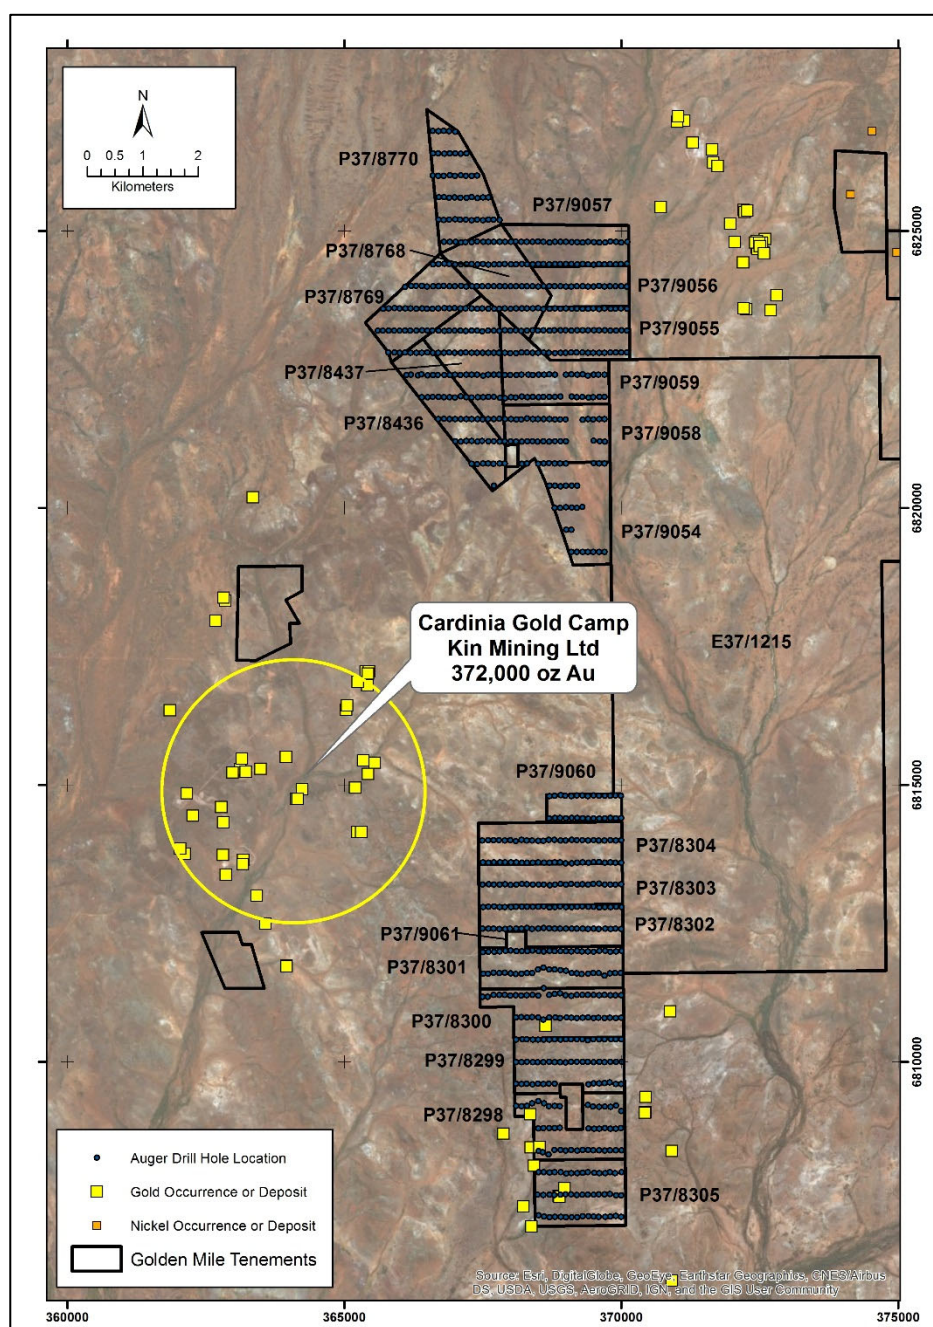 N
0 0.5 1 2
Kilometers
P37/8770
P37/9057
P37/8768
P37/9056
P37/8769
P37/9055
P37/8437
P37/9059
P37/8436
P37/9058
P37/9054
Cardinia Gold Camp
Kin Mining Ltd
372,000 oz Au
E37/1215
P37/9060
P37/8304
P37/8303
P37/8302
P37/9061
P37/8301
P37/8300
P37/8299
P37/8298
P37/8305
Auger Drill Hole Location
Gold Occurrence or Deposit
Nickel Occurrence or Deposit
Golden Mile Tenements
Source: Esri, DigitalGlobe, GeoEye, Earthstar Geographics, CNES/Airbus
DS, USDA, USGS, AeroGRID, IGN, and the GIS User Community
6825000
6820000
6815000
6810000
360000 365000 370000 375000